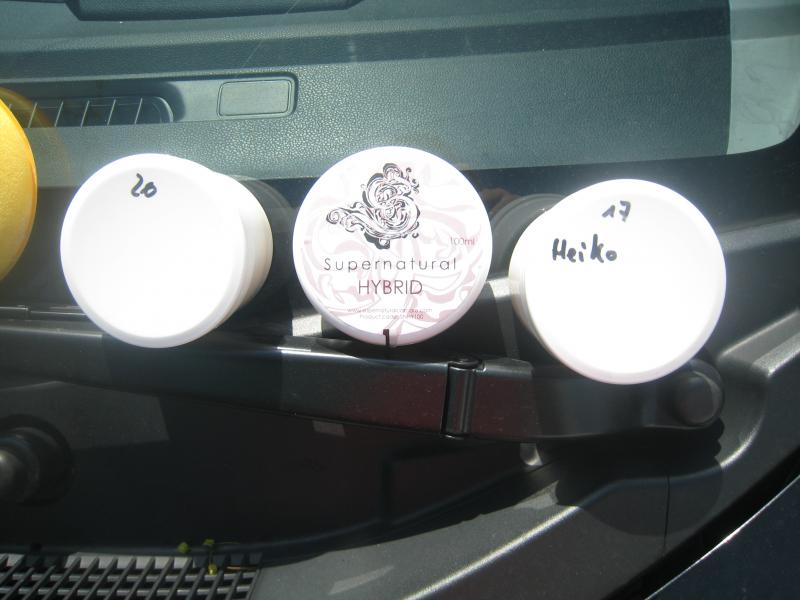 20
100ml
Supernatural
HYBRID
17
Heiko